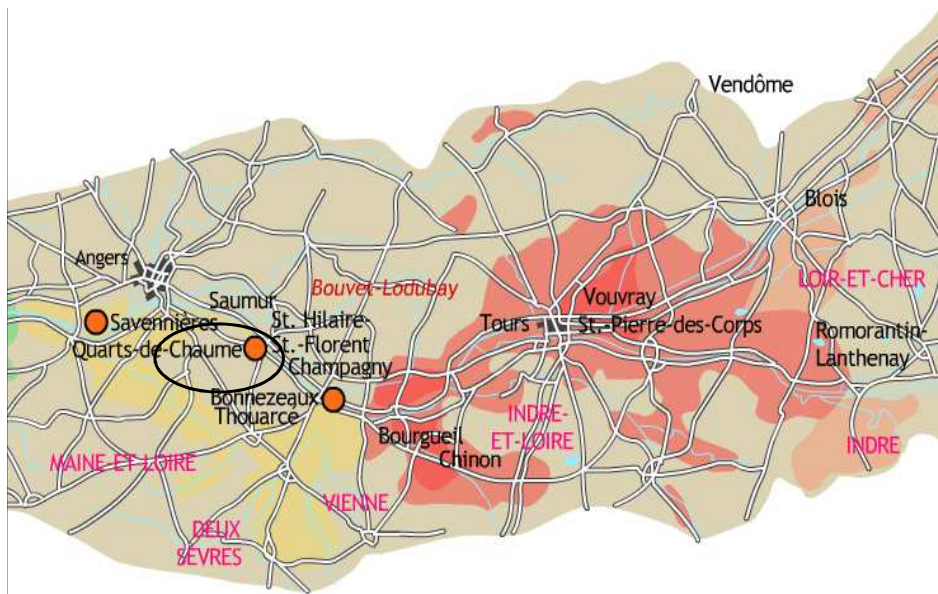 Vendôme
Blois
Angers
LOIR-ET-CHER
Bouvet-Lodubay
Vouvray
Saumur
Savennières
St. Hilaire-
St.-Florent
Tours
St.-Pierre-des-Corps
Romorantin-
Lanthenay
Quarts-de-Chaume
Champagny
Bonnezeaux
Thouarce
INDRE-
ET-LOIRE
Bourgueil
Chinon
INDRE
MAINE-ET-LOIRE
VIENNE
DEUX
SÈVRES